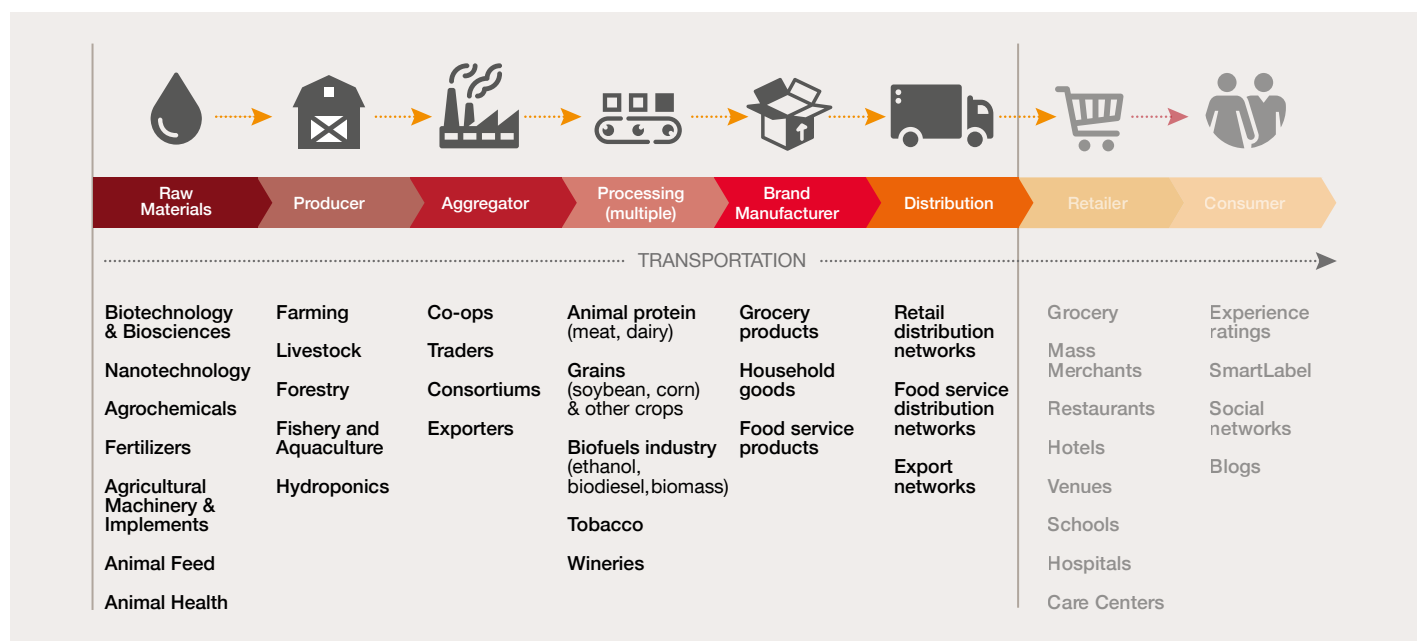 Raw
Materials
Producer
Aggregator
Processing
(multiple)
Brand
Manufacturer
Distribution
Retailer
Consumer
TRANSPORTATION
Biotechnology
& Biosciences
Nanotechnology
Agrochemicals
Fertilizers
Agricultural
Machinery &
Implements
Animal Feed
Animal Health
Farming
Livestock
Forestry
Fishery and
Aquaculture
Hydroponics
Co-ops
Traders
Consortiums
Exporters
Animal protein
(meat, dairy)
Grains
(soybean, corn)
& other crops
Biofuels industry
(ethanol,
biodiesel, biomass)
Tobacco
Wineries
Grocery
products
Household
goods
Food service
products
Retail
distribution
networks
Food service
distribution
networks
Export
networks
Grocery
Mass
Merchants
Restaurants
Hotels
Venues
Schools
Hospitals
Care Centers
Experience
ratings
SmartLabel
Social
networks
Blogs